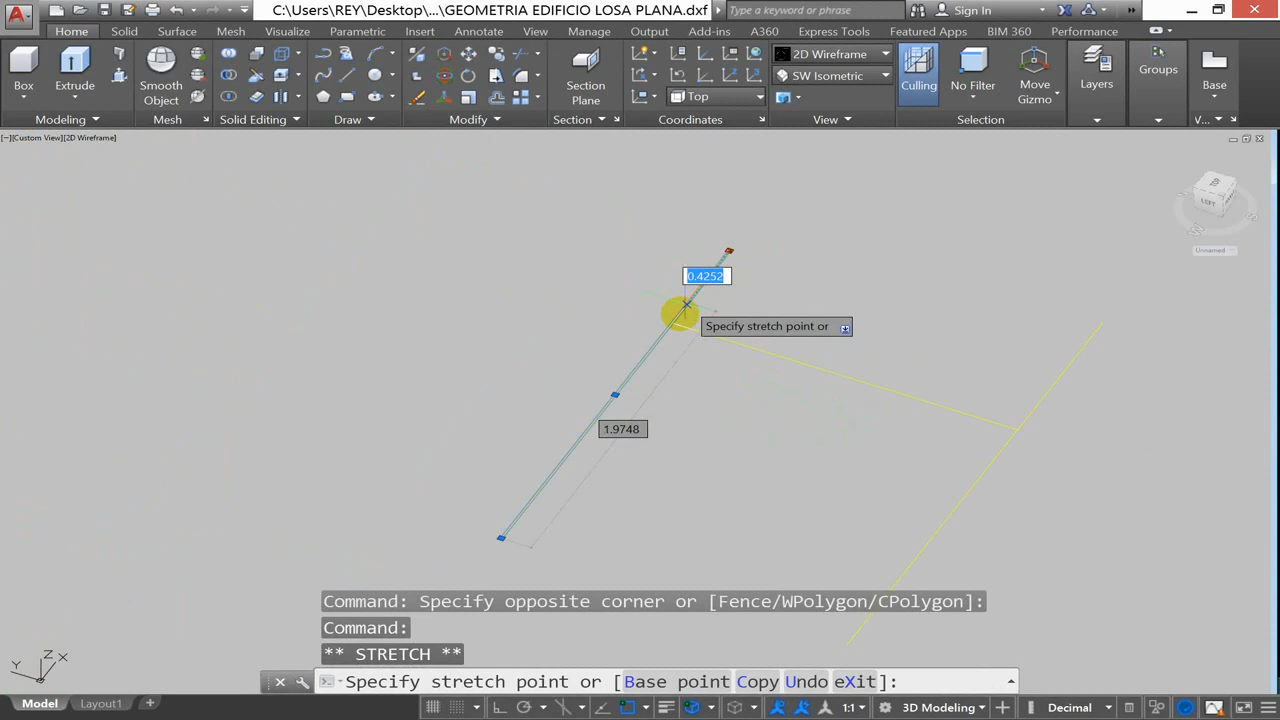 C:\Users\REY\Desktop\...\GEOMETRIA EDIFICIO LOSA PLANA.dxf
Type a keyword or phrase
Sign In
Home
Solid
Surface
Mesh
Visualize
Parametric
Insert
Annotate
View
Manage
Output
Add-ins
A360
Express Tools
Featured Apps
BIM 360
Performance
Box
Extrude
Smooth
Object
Section
Plane
2D Wireframe
SW Isometric
Top
Culling
No Filter
Move
Gizmo
Layers
Groups
Base
Modeling
Mesh
Solid Editing
Draw
Modify
Section
Coordinates
View
Selection
V...
[−][Custom View][2D Wireframe]
TOP
LEFT
Unnamed
0.4252
Specify stretch point or
1.9748
Command: Specify opposite corner or [Fence/WPolygon/CPolygon]:
Command:
** STRETCH **
Specify stretch point or [Base point Copy Undo eXit]:
Z
Y
X
Model
Layout1
1:1
3D Modeling
Decimal